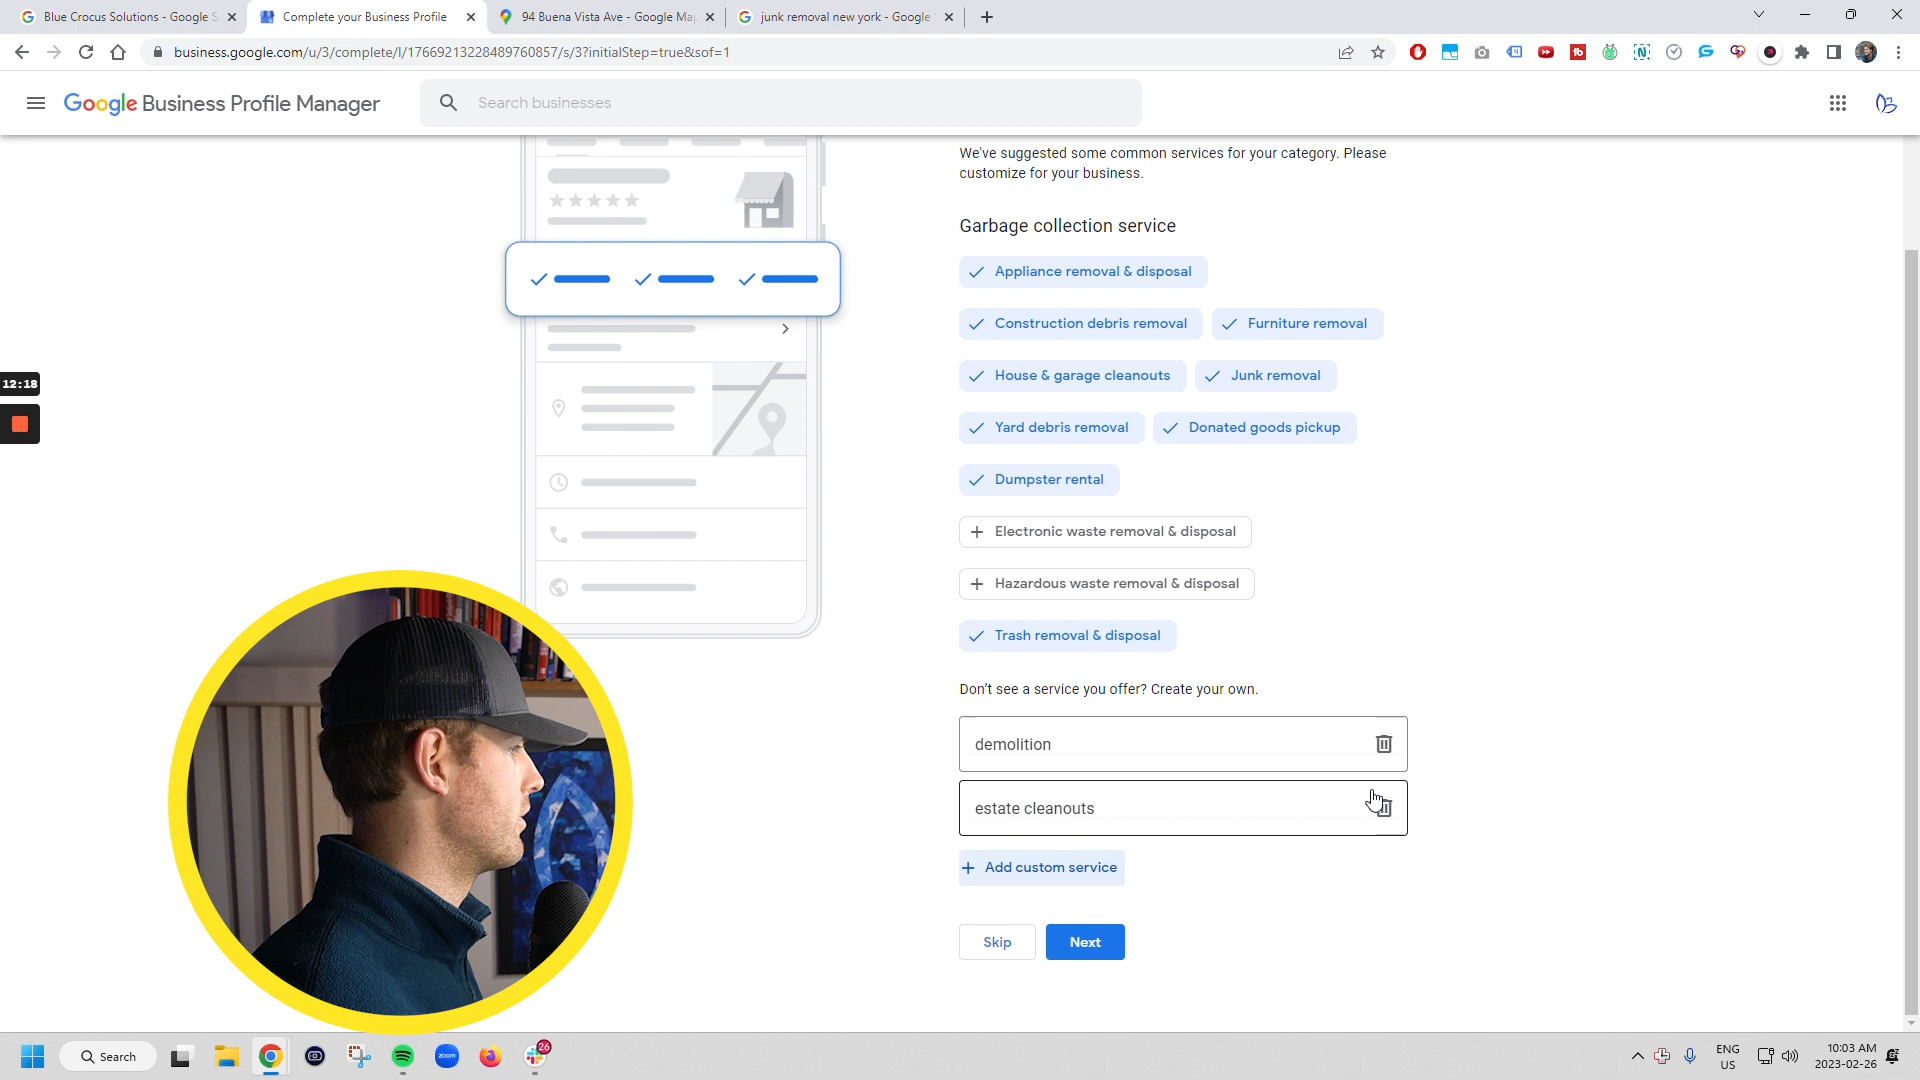 Blue Crocus Solutions - Google S
Complete your Business Profile
94 Buena Vista Ave - Google Ma
junk removal new york - Google
business.google.com/u/3/complete/l/17669213228489760857/s/3?initialStep=true&sof=1
Google Business Profile Manager
Search businesses
We've suggested some common services for your category. Please
customize for your business.
Garbage collection service
Appliance removal & disposal
Construction debris removal
Furniture removal
House & garage cleanouts
Junk removal
12:18
Yard debris removal
Donated goods pickup
Dumpster rental
Electronic waste removal & disposal
Hazardous waste removal & disposal
Trash removal & disposal
Don't see a service you offer? Create your own.
demolition
estate cleanouts
Add custom service
Skip
Next
Search
zoom
26
ENG
US
10:03 AM
2023-02-26